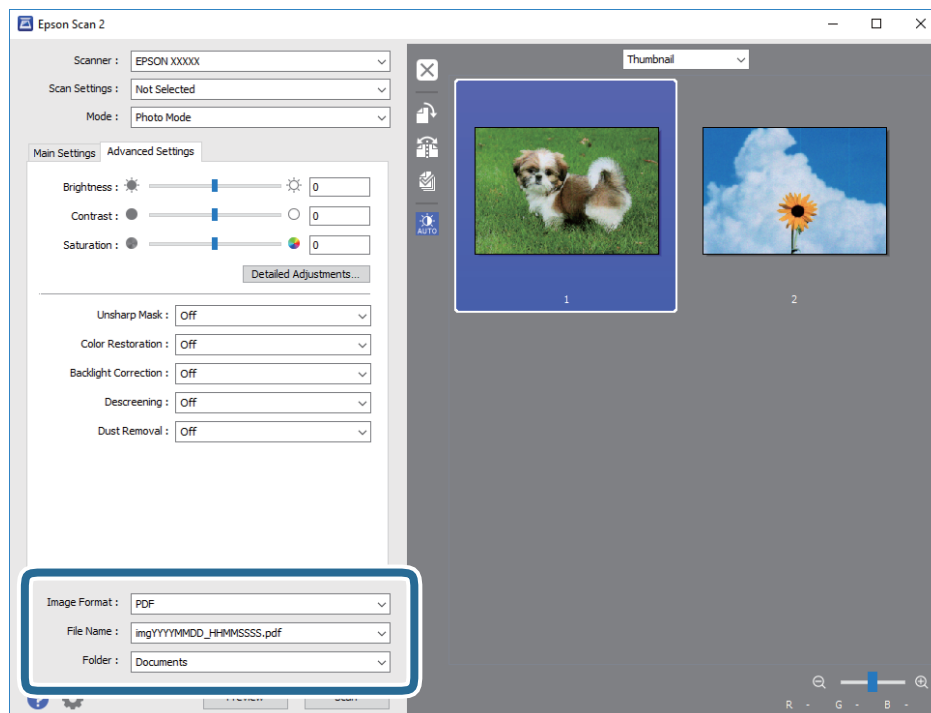 Epson Scan 2
Scanner : EPSON XXXXX
Scan Settings : Not Selected
Mode : Photo Mode
Main Settings Advanced Settings
Brightness : 0
Contrast : 0
Saturation : 0
Detailed Adjustments...
Unsharp Mask : Off
Color Restoration : Off
Backlight Correction : Off
Descreening : Off
Dust Removal : Off
Image Format : PDF
File Name : imgYYYYMMDD_HHMMSSSS.pdf
Folder : Documents
AUTO
Thumbnail
1
2
R - G - B -